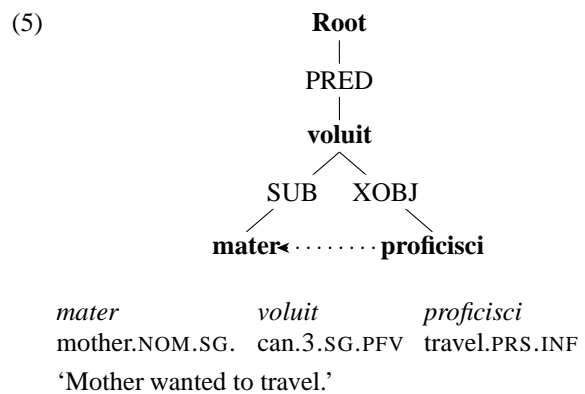 (5)
Root
PRED
voluit
SUB XOBJ
mater proficisci
mater voluit proficisci
mother.NOM.SG. can.3.SG.PFV travel.PRS.INF
‘Mother wanted to travel.’